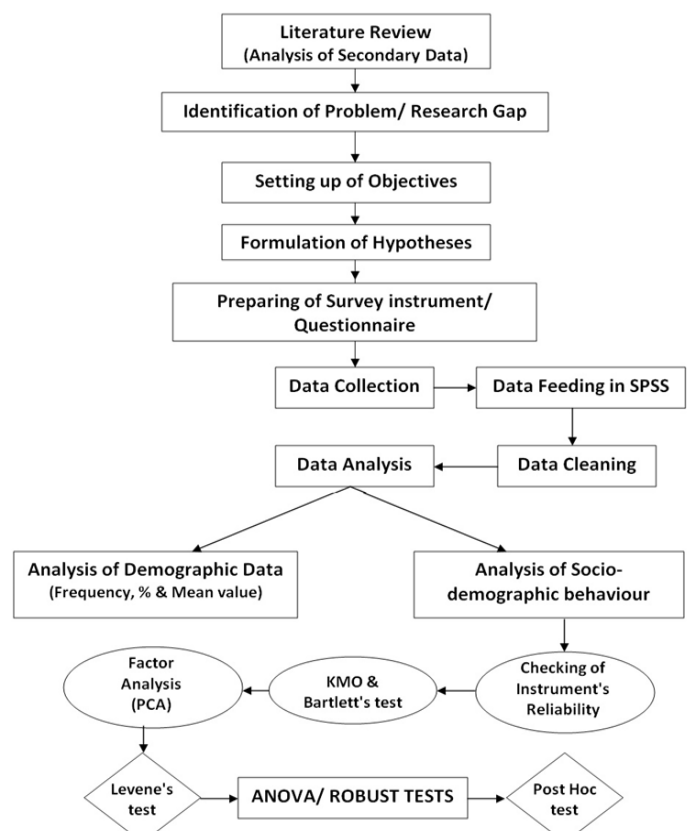 Literature Review
(Analysis of Secondary Data)
Identification of Problem/ Research Gap
Setting up of Objectives
Formulation of Hypotheses
Preparing of Survey instrument/
Questionnaire
Data Collection
Data Feeding in SPSS
Data Analysis
Data Cleaning
Analysis of Demographic Data
(Frequency, % & Mean value)
Analysis of Socio-
demographic behaviour
Factor
Analysis
(PCA)
KMO &
Bartlett's test
Checking of
Instrument's
Reliability
Levene's
test
ANOVA/ ROBUST TESTS
Post Hoc
test